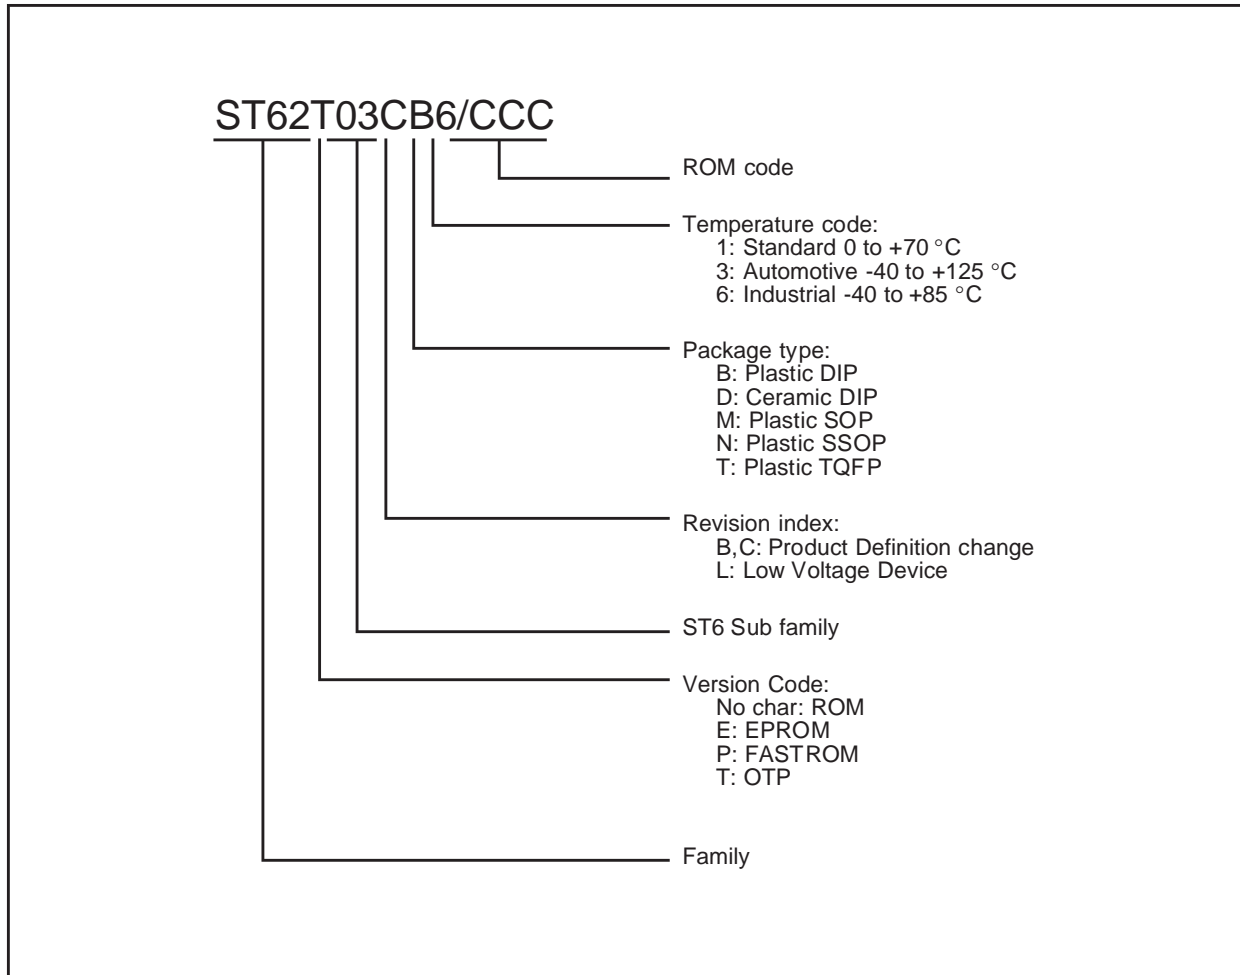 ST62T03CB6/CCC
ROM code
Temperature code:
1: Standard 0 to +70 °C
3: Automotive -40 to +125 °C
6: Industrial -40 to +85 °C
Package type:
B: Plastic DIP
D: Ceramic DIP
M: Plastic SOP
N: Plastic SSOP
T: Plastic TQFP
Revision index:
B,C: Product Definition change
L: Low Voltage Device
ST6 Sub family
Version Code:
No char: ROM
E: EPROM
P: FASTROM
T: OTP
Family